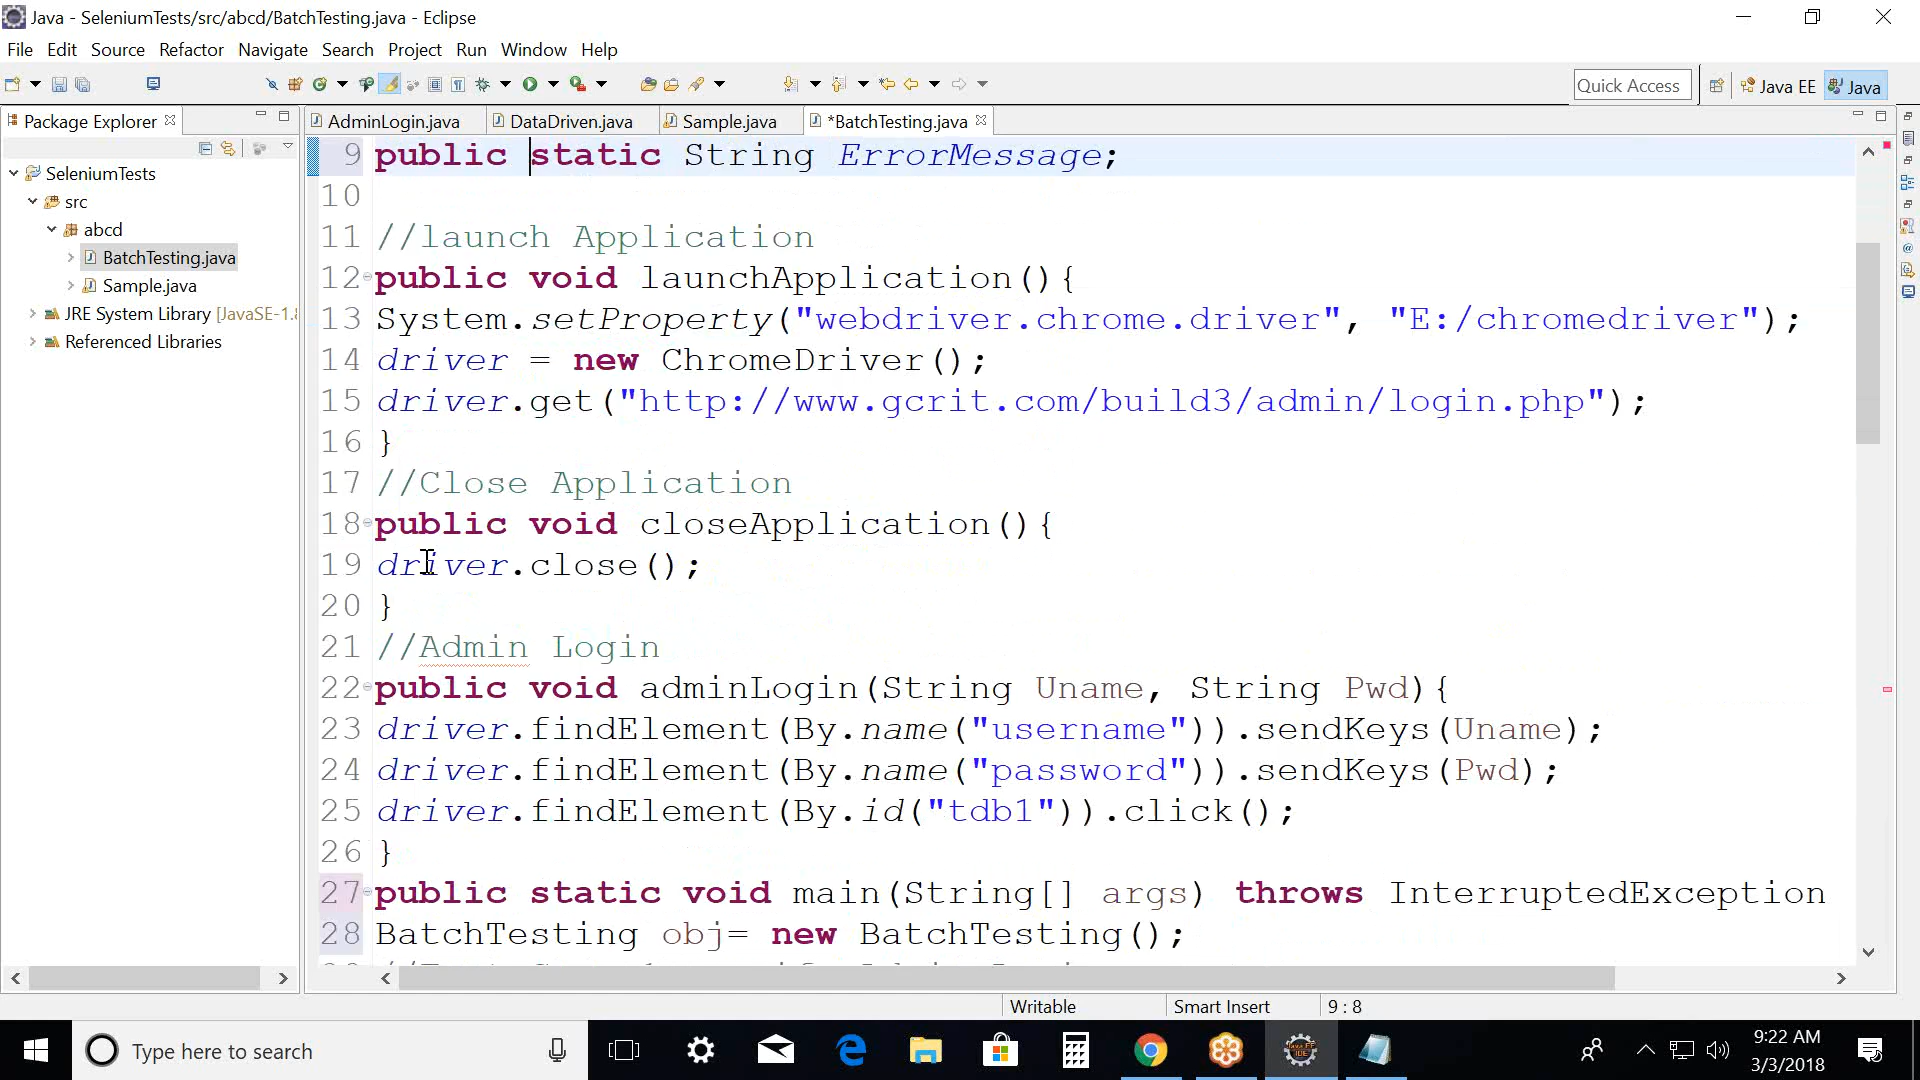 Java - SeleniumTests/src/abcd/BatchTesting.java - Eclipse
File Edit Source Refactor Navigate Search Project Run Window Help
Quick Access
Java EE
Java
Package Explorer
AdminLogin.java
DataDriven.java
Sample.java
*BatchTesting.java
SeleniumTests
src
abcd
BatchTesting.java
Sample.java
JRE System Library [JavaSE-1.8
Referenced Libraries
9 public static String ErrorMessage;
10
11 //launch Application
12 public void launchApplication(){
13 System.setProperty("webdriver.chrome.driver", "E:/chromedriver");
14 driver = new ChromeDriver();
15 driver.get("http://www.gcrit.com/build3/admin/login.php");
16 }
17 //Close Application
18 public void closeApplication(){
19 driver.close();
20 }
21 //Admin Login
22 public void adminLogin(String Uname, String Pwd){
23 driver.findElement(By.name("username")).sendKeys(Uname);
24 driver.findElement(By.name("password")).sendKeys(Pwd);
25 driver.findElement(By.id("tdb1")).click();
26 }
27 public static void main(String[] args) throws InterruptedException
28 BatchTesting obj= new BatchTesting();
Writable
Smart Insert
9 : 8
Type here to search
9:22 AM
3/3/2018